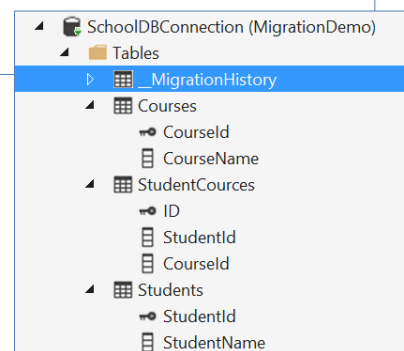 SchoolDBConnection (MigrationDemo)
Tables
__MigrationHistory
Courses
CourseId
CourseName
StudentCources
ID
StudentId
CourseId
Students
StudentId
StudentName